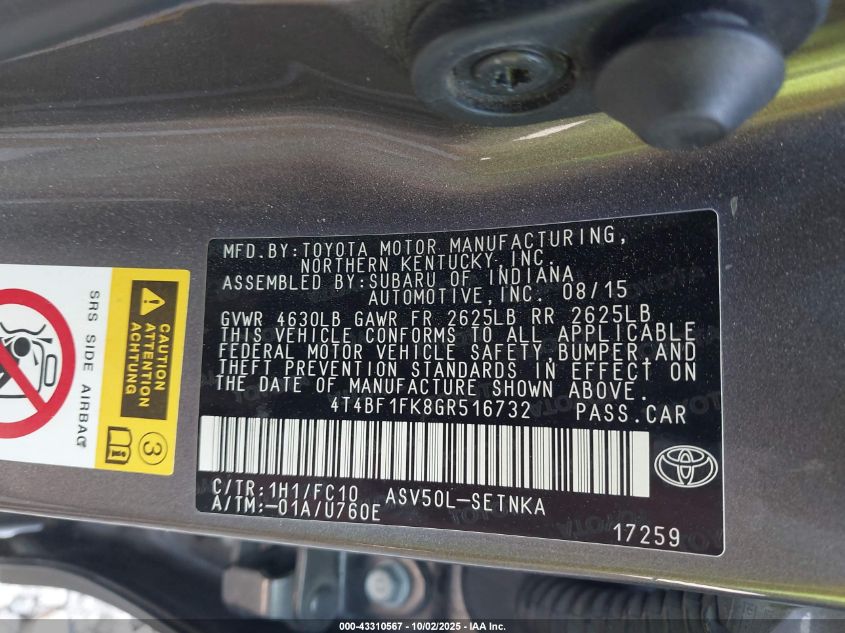 MFD.BY:TOYOTA MOTOR MANUFACTURING,
NORTHERN KENTUCKY,INC.
ASSEMBLED BY:SUBARU OF INDIANA
AUTOMOTIVE,INC. 08/15
GVWR 4630LB GAWR FR 2625LB RR 2625LB
THIS VEHICLE CONFORMS TO ALL APPLICABLE
FEDERAL MOTOR VEHICLE SAFETY,BUMPER,AND
THEFT PREVENTION STANDARDS IN EFFECT ON
THE DATE OF MANUFACTURE SHOWN ABOVE.
4T4BF1FK8GR516732 PASS.CAR
C/TR:1H1/FC10 ASV50L-SETNKA
A/TM:-01A/U760E
17259
SRS SIDE AIRBAG
CAUTION
ATTENTION
ACHTUNG
3
000-43310567 - 10/02/2025 - IAA Inc.